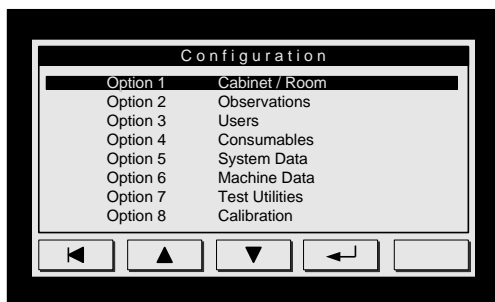 Configuration
Option 1 Cabinet / Room
Option 2 Observations
Option 3 Users
Option 4 Consumables
Option 5 System Data
Option 6 Machine Data
Option 7 Test Utilities
Option 8 Calibration